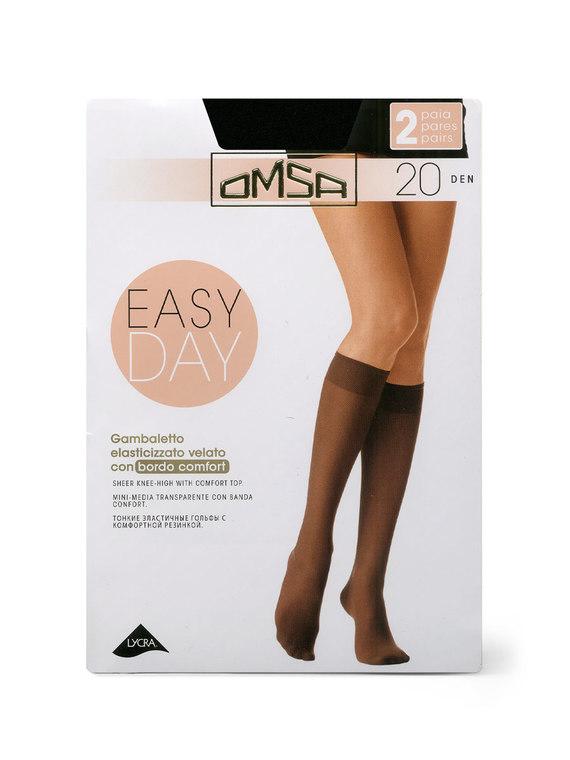 2 paia
pares
pairs
OMSA
20 DEN
EASY
DAY
Gambaletto
elasticizzato velato
con bordo comfort
SHEER KNEE-HIGH WITH COMFORT TOP.
MINI-MEDIA TRANSPARENTE CON BANDA
CONFORT.
ТОНКИЕ ЭЛАСТИЧНЫЕ ГОЛЬФЫ С
КОМФОРТНОЙ РЕЗИНКОЙ.
LYCRA